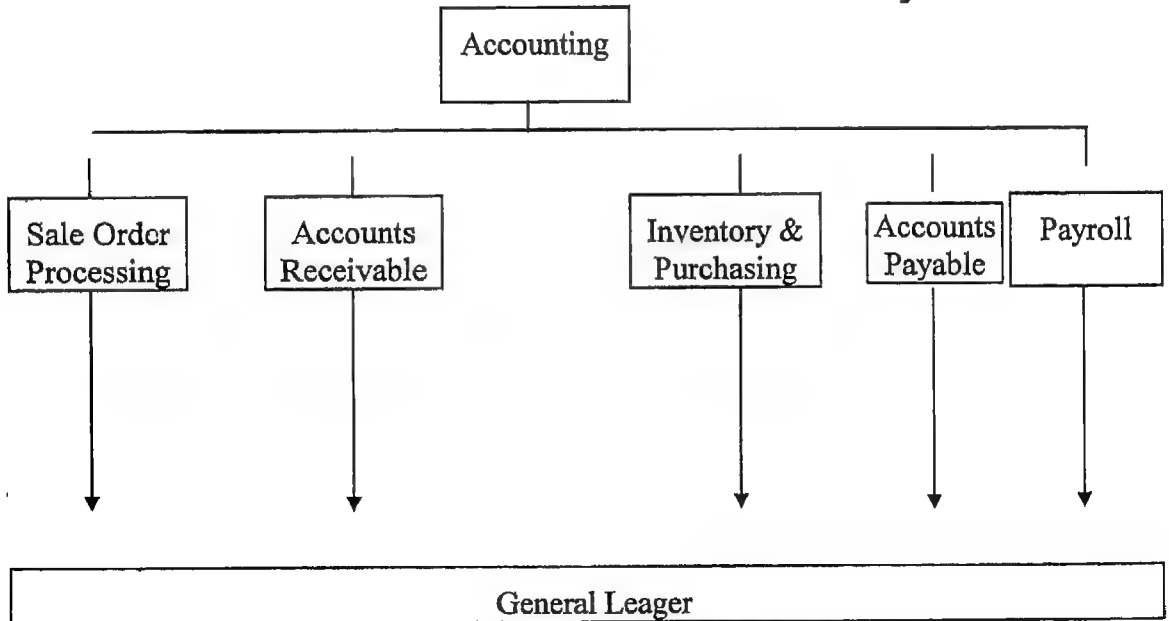 Accounting
Sale Order
Processing
Accounts
Receivable
Inventory &
Purchasing
Accounts
Payable
Payroll
General Leager